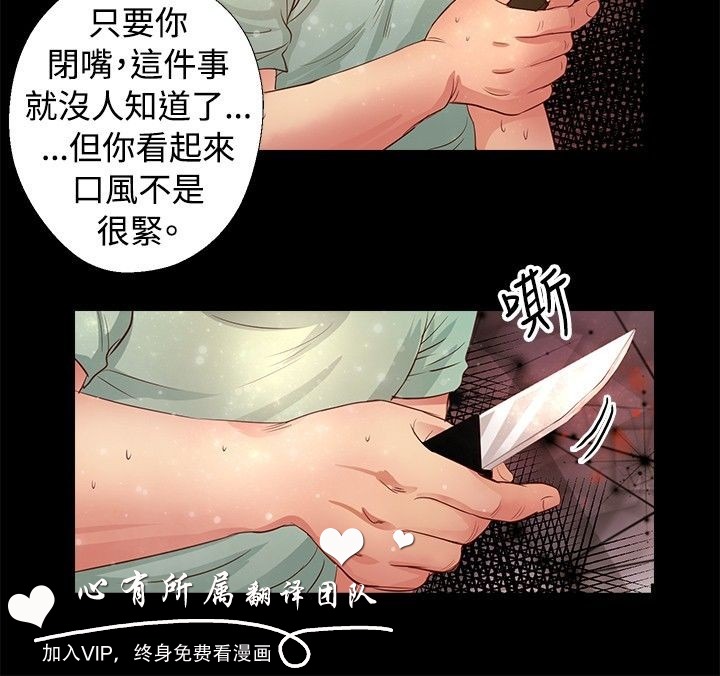 只要你
閉嘴，這件事
就沒人知道了...
...但你看起來
口風不是
很緊。
嘶
心有所属翻译团队
加入VIP，终身免费看漫画